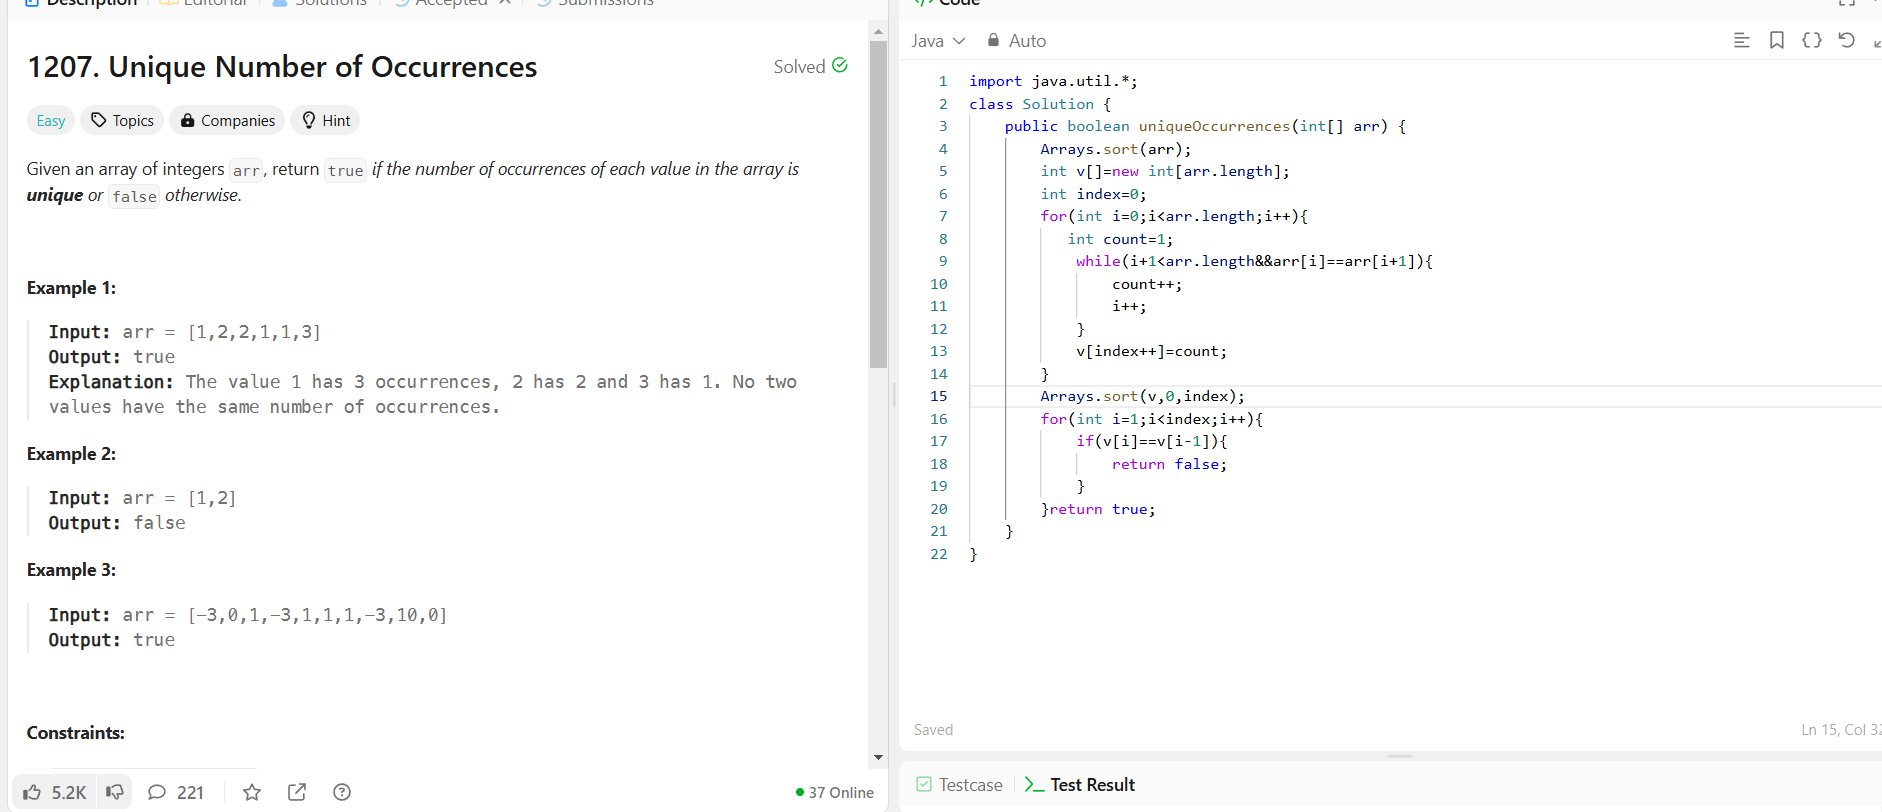 Description
Editorial
Solutions
Accepted
Submissions
1207. Unique Number of Occurrences
Solved
Easy
Topics
Companies
Hint
Given an array of integers arr, return true if the number of occurrences of each value in the array is
unique or false otherwise.
Example 1:
Input: arr = [1,2,2,1,1,3]
Output: true
Explanation: The value 1 has 3 occurrences, 2 has 2 and 3 has 1. No two
values have the same number of occurrences.
Example 2:
Input: arr = [1,2]
Output: false
Example 3:
Input: arr = [-3,0,1,-3,1,1,1,-3,10,0]
Output: true
Constraints:
5.2K
221
37 Online
</> Code
Java
Auto
1 import java.util.*;
2 class Solution {
3 public boolean uniqueOccurrences(int[] arr) {
4 Arrays.sort(arr);
5 int v[]=new int[arr.length];
6 int index=0;
7 for(int i=0;i<arr.length;i++){
8 int count=1;
9 while(i+1<arr.length&&arr[i]==arr[i+1]){
10 count++;
11 i++;
12 }
13 v[index++]=count;
14 }
15 Arrays.sort(v,0,index);
16 for(int i=1;i<index;i++){
17 if(v[i]==v[i-1]){
18 return false;
19 }
20 }return true;
21 }
22 }
Saved
Ln 15, Col 32
Testcase
Test Result